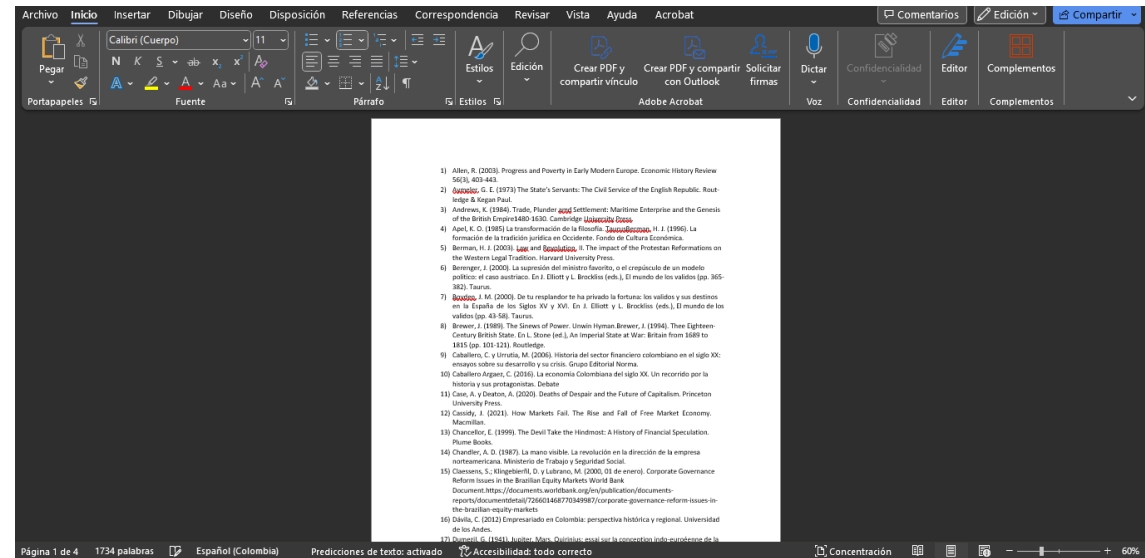 Archivo Inicio Insertar Dibujar Diseño Disposición Referencias Correspondencia Revisar Vista Ayuda Acrobat Comentarios Edición Compartir
Calibri (Cuerpo) 11
Pegar N K S ab x₂ x² A Aa A A Estilos Edición Crear PDF y compartir vínculo Crear PDF y compartir con Outlook Solicitar firmas Dictar Confidencialidad Editor Complementos
Portapapeles Fuente Párrafo Estilos Adobe Acrobat Voz Confidencialidad Editor Complementos
1) Allen, R. (2003). Progress and Poverty in Early Modern Europe. Economic History Review
56(3), 403-443.
2) Aymeler, G. E. (1973) The State's Servants: The Civil Service of the English Republic. Rout-
ledge & Kegan Paul.
3) Andrews, K. (1984). Trade, Plunder amd Settlement: Maritime Enterprise and the Genesis
of the British Empire1480-1630. Cambridge University Press.
4) Apel, K. O. (1985) La transformación de la filosofía. TaurusBerman, H. J. (1996). La
formación de la tradición jurídica en Occidente. Fondo de Cultura Económica.
5) Berman, H. J. (2003). Law and Revolution, II. The impact of the Protestan Reformations on
the Western Legal Tradition. Harvard University Press.
6) Berenger, J. (2000). La supresión del ministro favorito, o el crepúsculo de un modelo
político: el caso austriaco. En J. Elliott y L. Brockliss (eds.), El mundo de los validos (pp. 365-
382). Taurus.
7) Boyden, J. M. (2000). De tu resplandor te ha privado la fortuna: los validos y sus destinos
en la España de los Siglos XV y XVI. En J. Elliott y L. Brockliss (eds.), El mundo de los
validos (pp. 43-58). Taurus.
8) Brewer, J. (1989). The Sinews of Power. Unwin Hyman.Brewer, J. (1994). Thee Eighteen-
Century British State. En L. Stone (ed.), An Imperial State at War: Britain from 1689 to
1815 (pp. 101-121). Routledge.
9) Caballero, C. y Urrutia, M. (2006). Historia del sector financiero colombiano en el siglo XX:
ensayos sobre su desarrollo y su crisis. Grupo Editorial Norma.
10) Caballero Argaez, C. (2016). La economía Colombiana del siglo XX. Un recorrido por la
historia y sus protagonistas. Debate
11) Case, A. y Deaton, A. (2020). Deaths of Despair and the Future of Capitalism. Princeton
University Press.
12) Cassidy, J. (2021). How Markets Fail. The Rise and Fall of Free Market Economy.
Macmillan.
13) Chancellor, E. (1999). The Devil Take the Hindmost: A History of Financial Speculation.
Plume Books.
14) Chandler, A. D. (1987). La mano visible. La revolución en la dirección de la empresa
norteamericana. Ministerio de Trabajo y Seguridad Social.
15) Claessens, S.; Klingebierfil, D. y Lubrano, M. (2000, 01 de enero). Corporate Governance
Reform Issues in the Brazilian Equity Markets World Bank
Document.https://documents.worldbank.org/en/publication/documents-
reports/documentdetail/726601468770349987/corporate-governance-reform-issues-in-
the-brazilian-equity-markets
16) Dávila, C. (2012) Empresariado en Colombia: perspectiva histórica y regional. Universidad
de los Andes.
17) Dumezil, G. (1941). Jupiter, Mars, Quirinius: essai sur la conception indo-européenne de la
Página 1 de 4 1734 palabras Español (Colombia) Predicciones de texto: activado Accesibilidad: todo correcto Concentración 60%